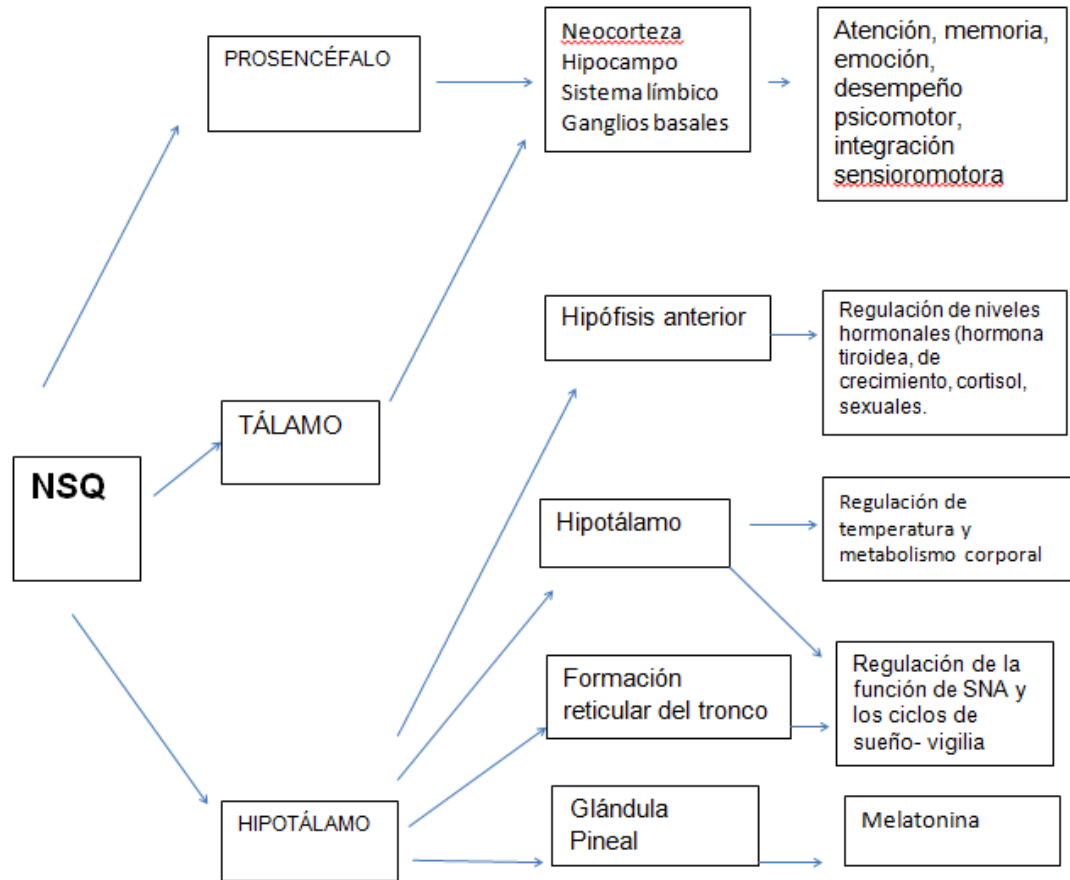 PROSENCÉFALO
Neocorteza
Hipocampo
Sistema límbico
Ganglios basales
Atención, memoria,
emoción,
desempeño
psicomotor,
integración
sensioromotora
Hipófisis anterior
Regulación de niveles
hormonales (hormona
tiroidea, de
crecimiento, cortisol,
sexuales.
TÁLAMO
NSQ
Hipotálamo
Regulación de
temperatura y
metabolismo corporal
Formación
reticular del tronco
Regulación de la
función de SNA y
los ciclos de
sueño- vigilia
HIPOTÁLAMO
Glándula
Pineal
Melatonina